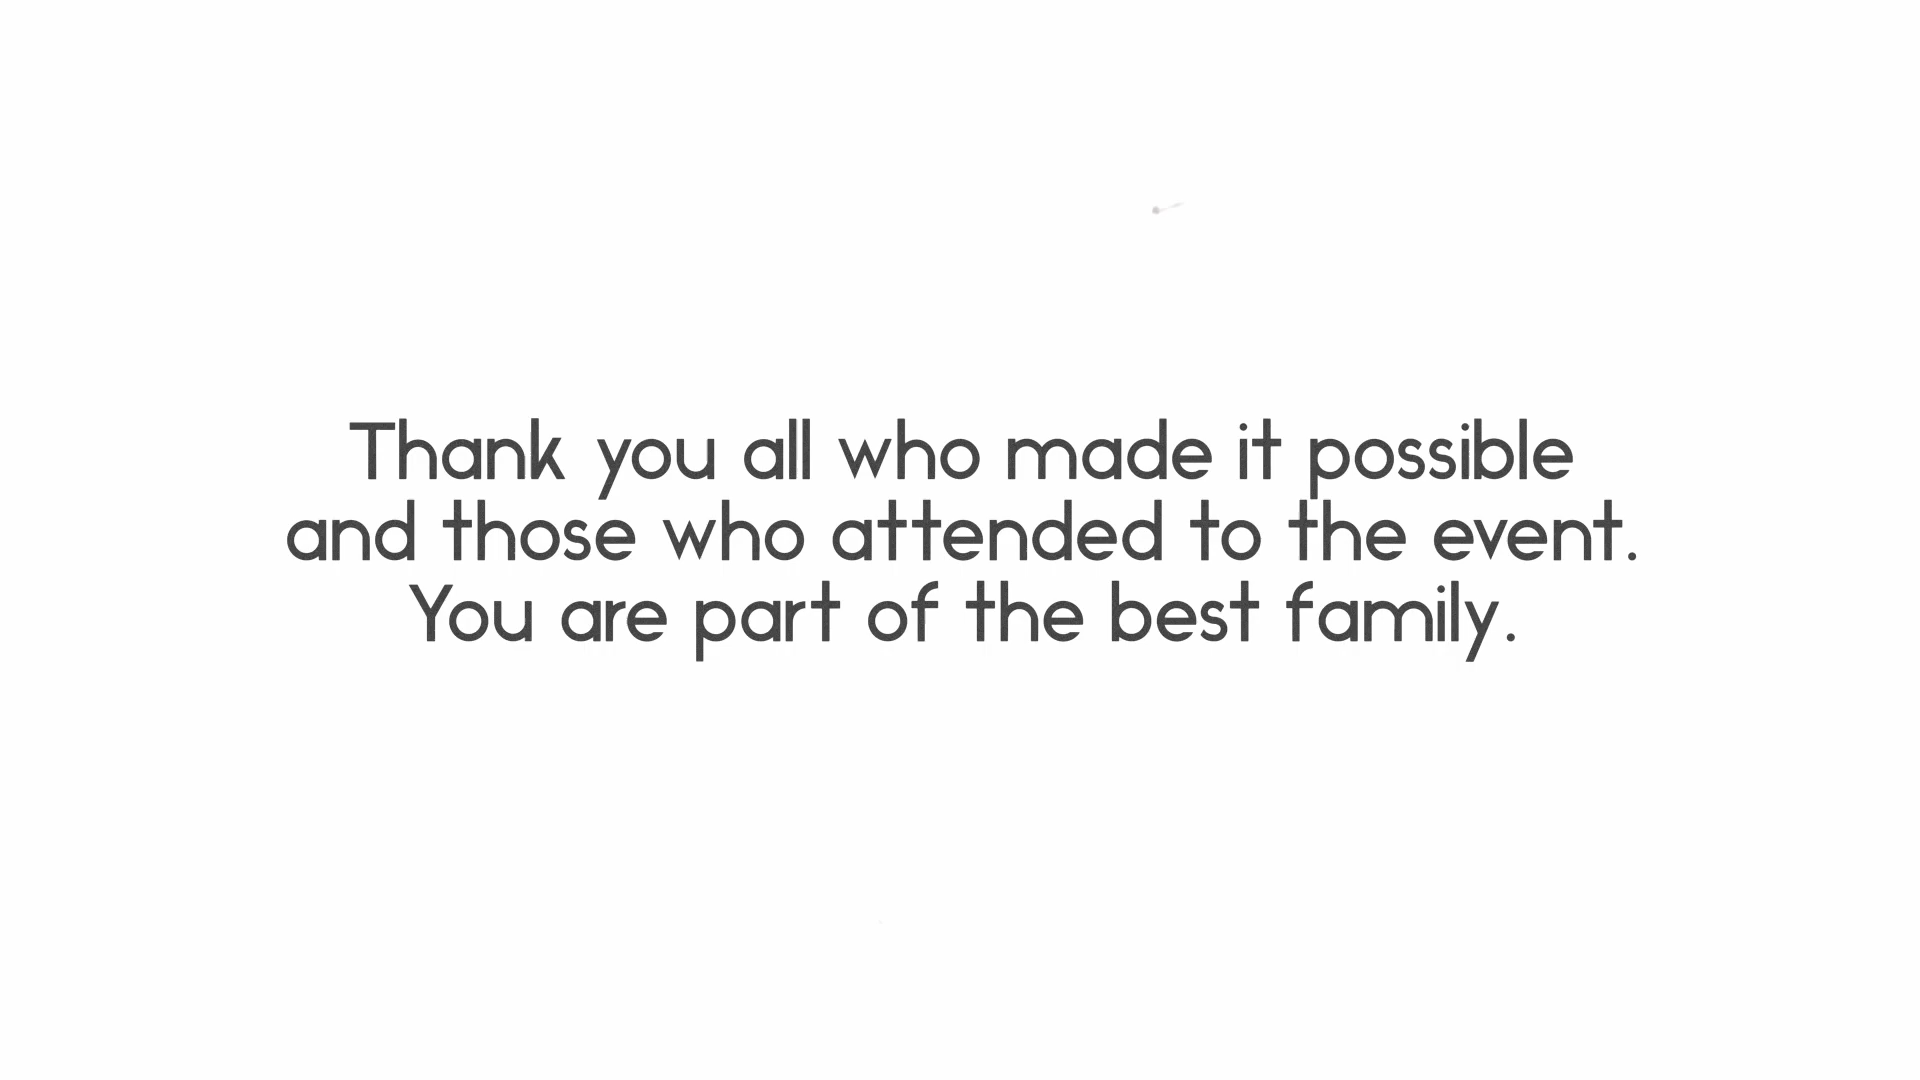 Thank you all who made it possible
and those who attended to the event.
You are part of the best family.